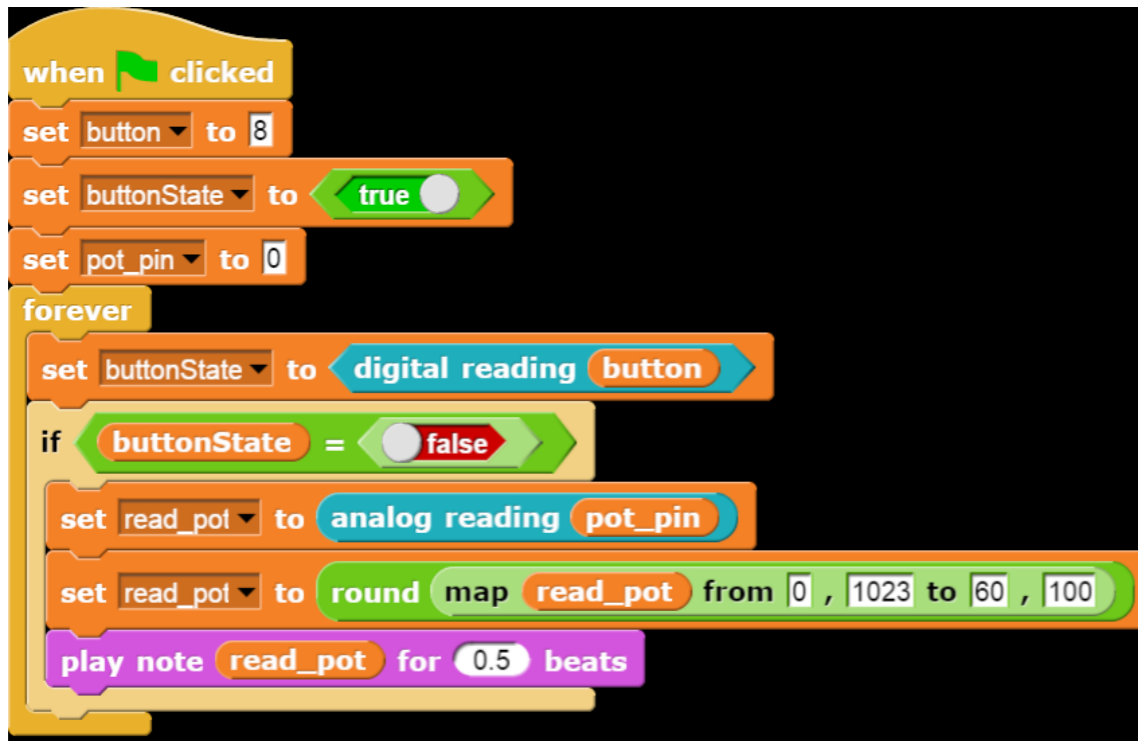 when clicked
set button to 8
set buttonState to true
set pot_pin to 0
forever
set buttonState to digital reading button
if buttonState = false
set read_pot to analog reading pot_pin
set read_pot to round map read_pot from 0 , 1023 to 60 , 100
play note read_pot for 0.5 beats